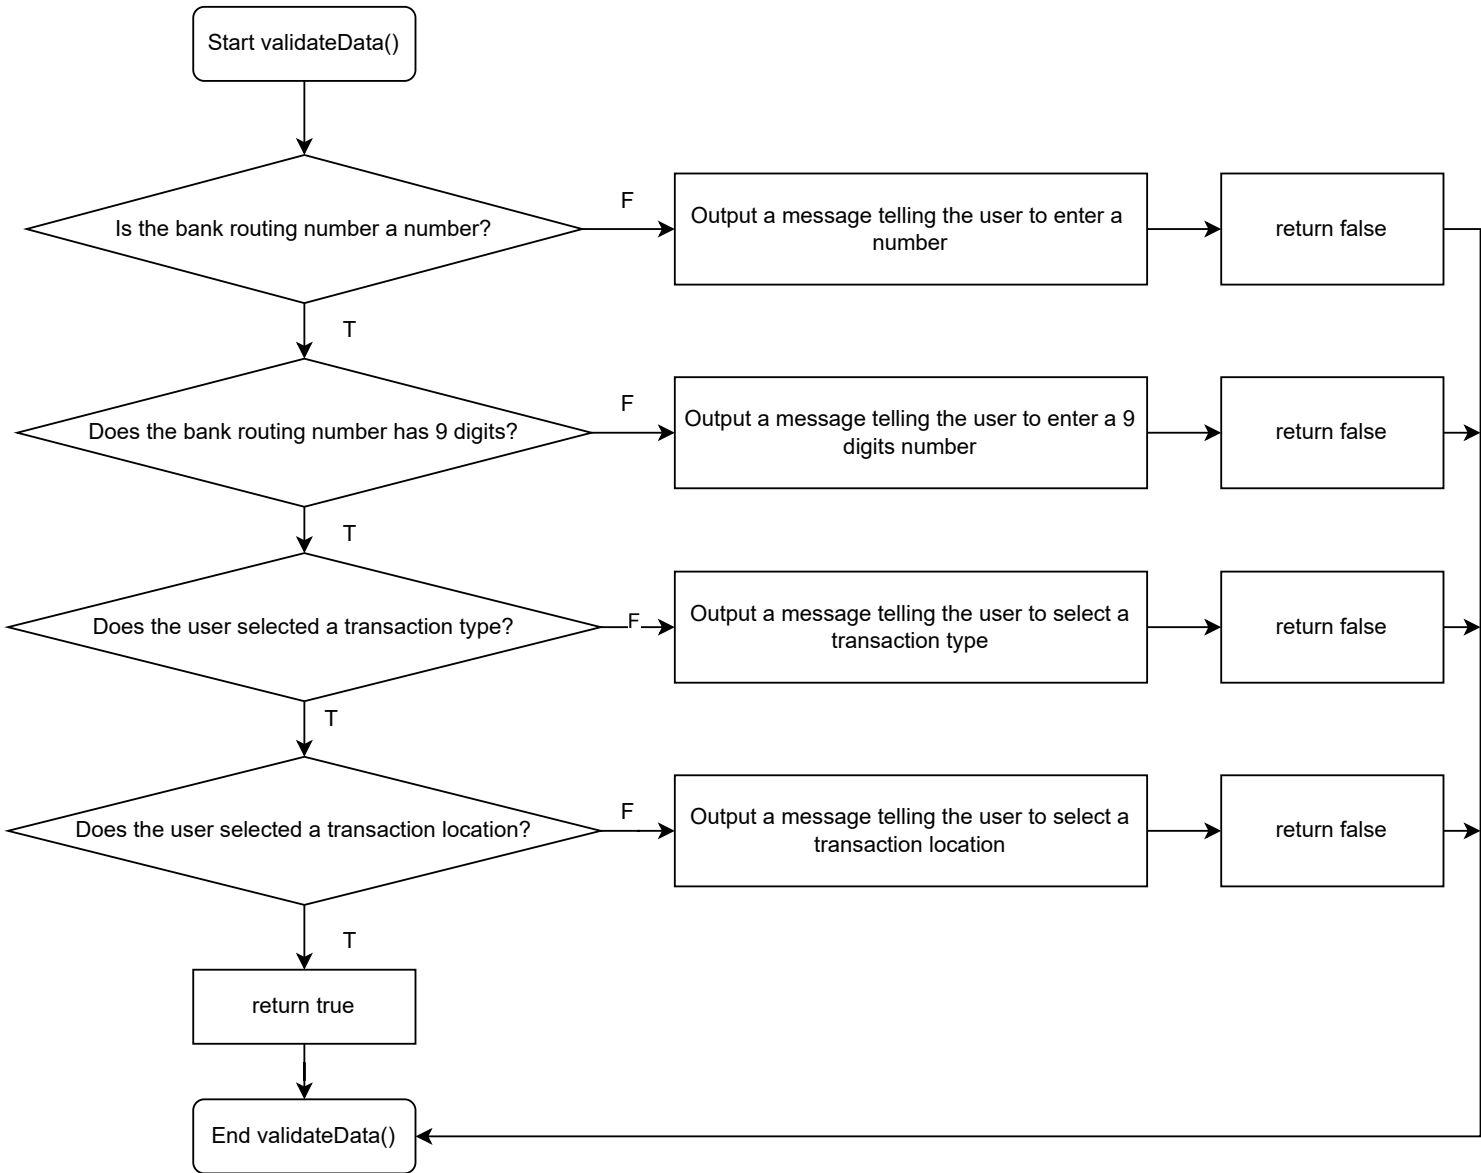 Start validateData()
Is the bank routing number a number?
F
Output a message telling the user to enter a
number
return false
T
Does the bank routing number has 9 digits?
F
Output a message telling the user to enter a 9
digits number
return false
T
Does the user selected a transaction type?
F
Output a message telling the user to select a
transaction type
return false
T
Does the user selected a transaction location?
F
Output a message telling the user to select a
transaction location
return false
T
return true
End validateData()